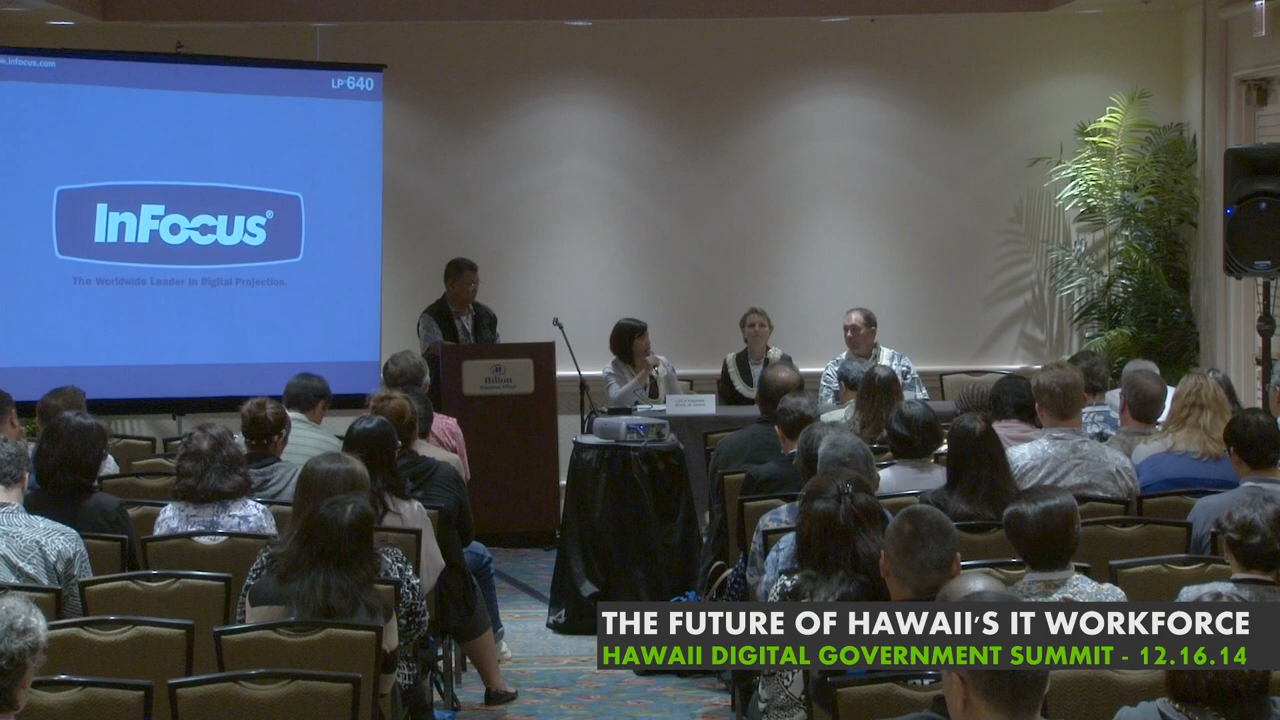 w.infocus.com
LP®640
InFocus®
The Worldwide Leader in Digital Projection.
Hilton
THE FUTURE OF HAWAII'S IT WORKFORCE
HAWAII DIGITAL GOVERNMENT SUMMIT - 12.16.14